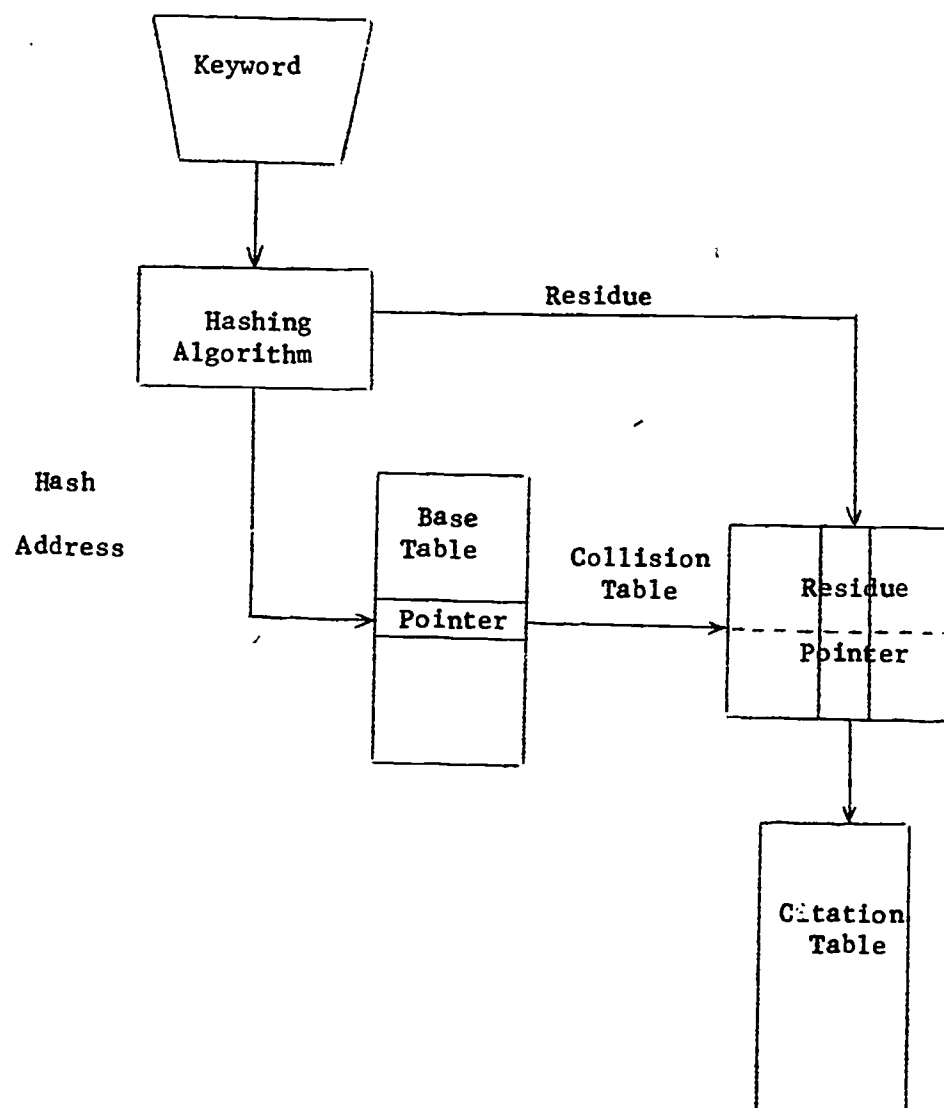 Keyword
Hashing
Algorithm
Residue
Hash
Address
Base
Table
Pointer
Collision
Table
Residue
Pointer
Citation
Table